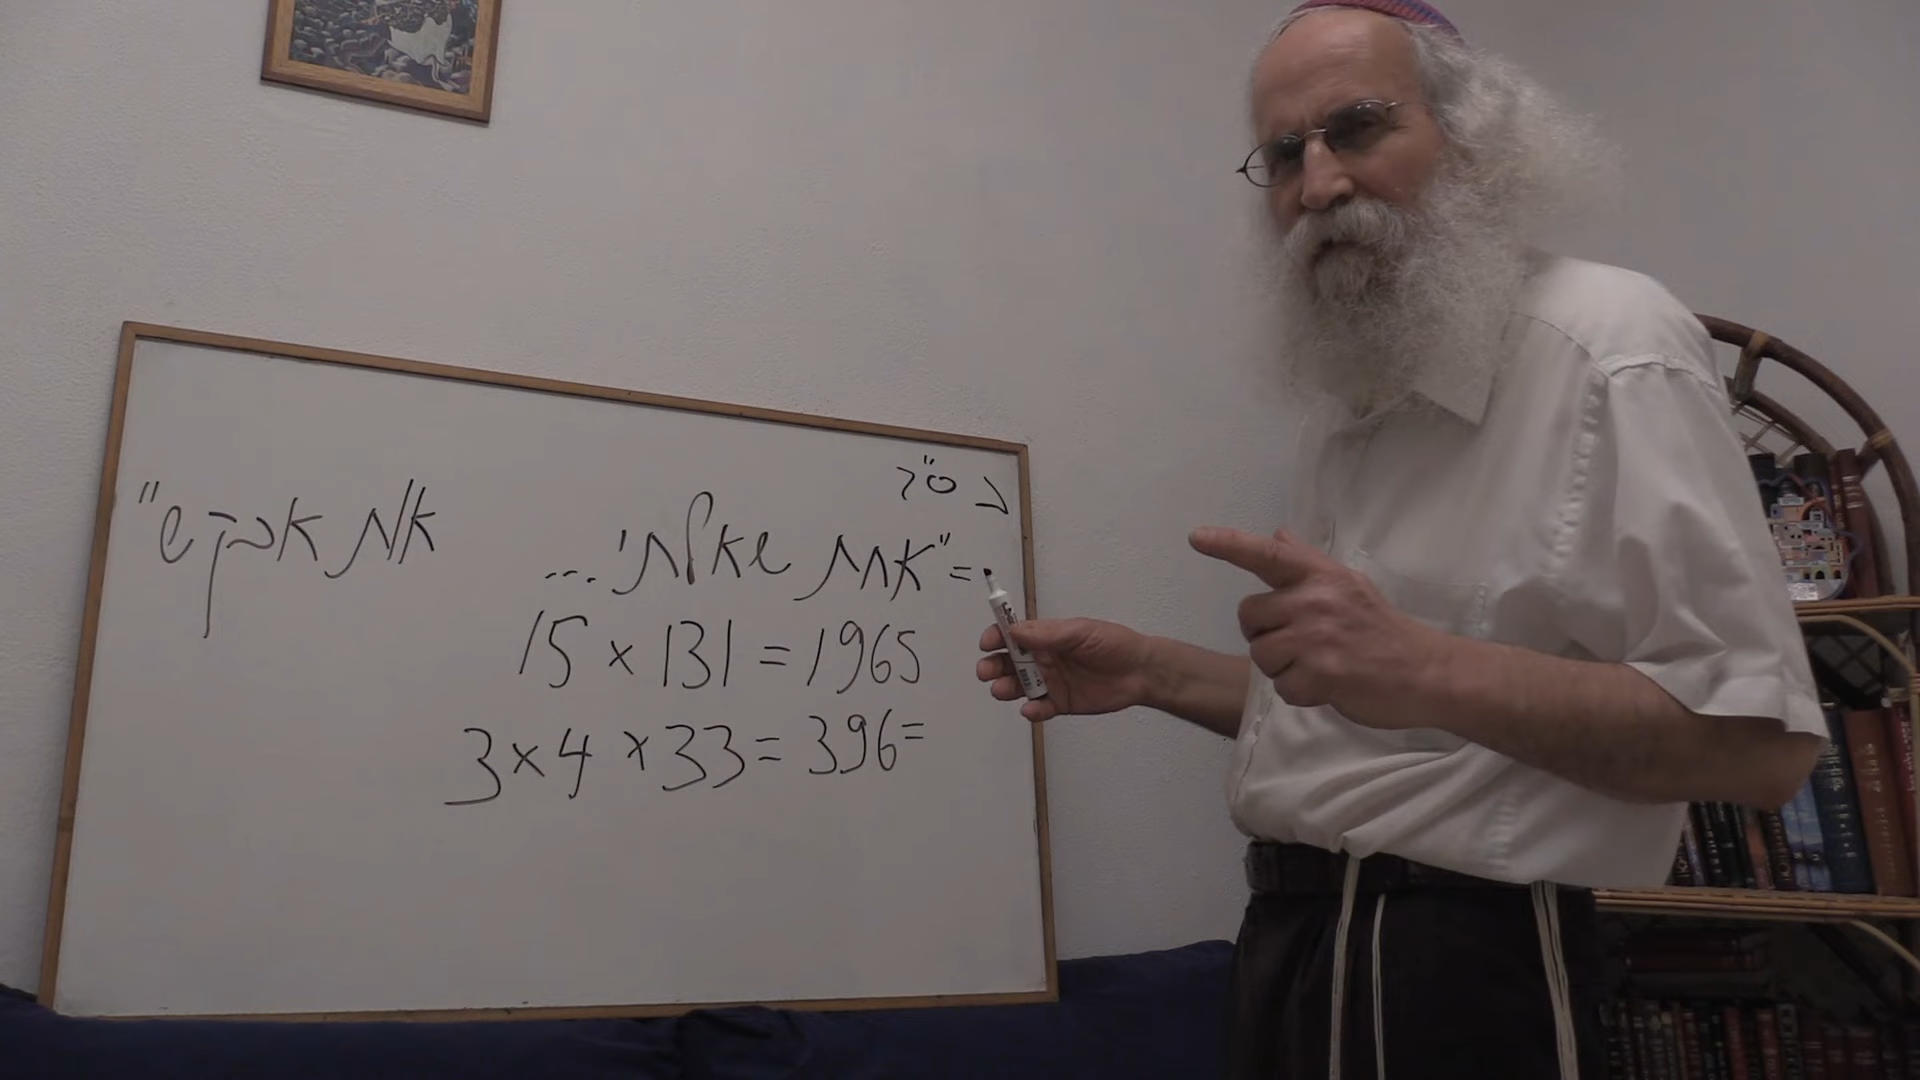 בס"ד
="אחת שאלתי...
את אבקש"
15 × 131 = 1965
3 × 4 × 33 = 396 =